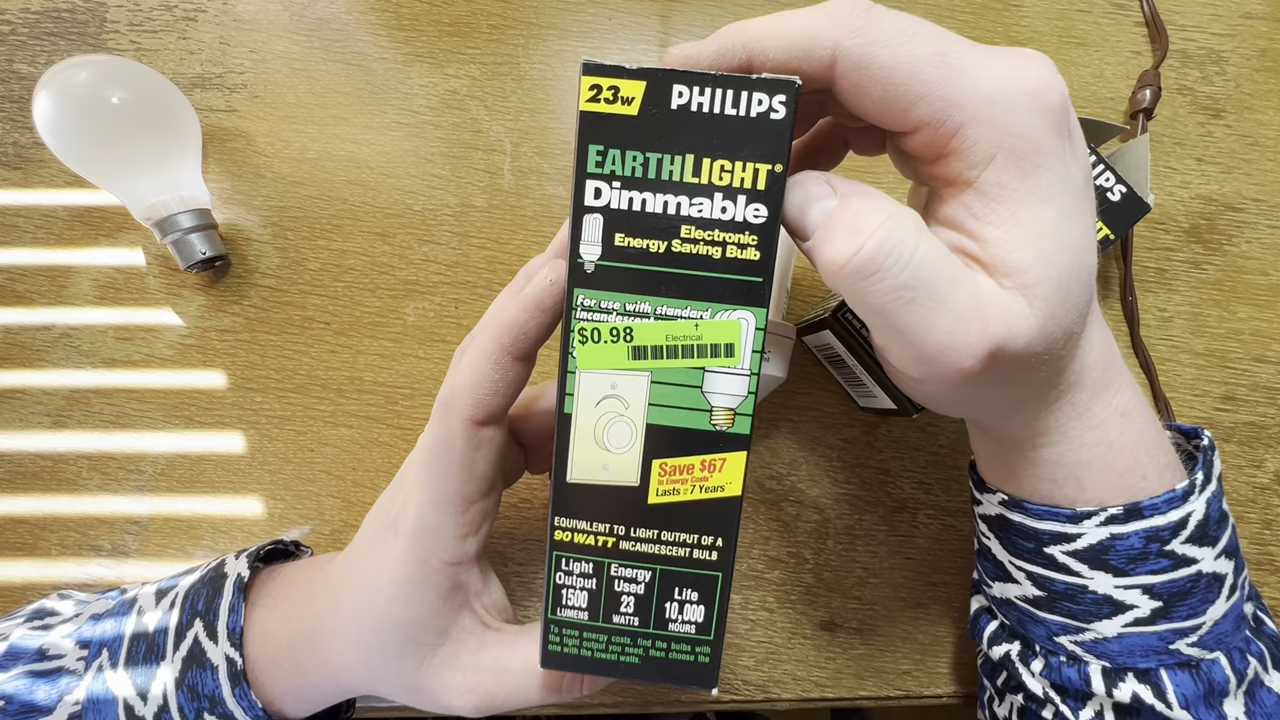 23w
PHILIPS
EARTHLIGHT®
Dimmable
Electronic
Energy Saving Bulb
For use with standard
incandescent
$0.98
Electrical
Save $67
In Energy Costs*
Lasts 7 Years**
EQUIVALENT TO LIGHT OUTPUT OF A
90 WATT INCANDESCENT BULB
Light
Output
1500
LUMENS
Energy
Used
23
WATTS
Life
10,000
HOURS
To save energy costs, find the bulbs with
the light output you need, then choose the
one with the lowest watts.